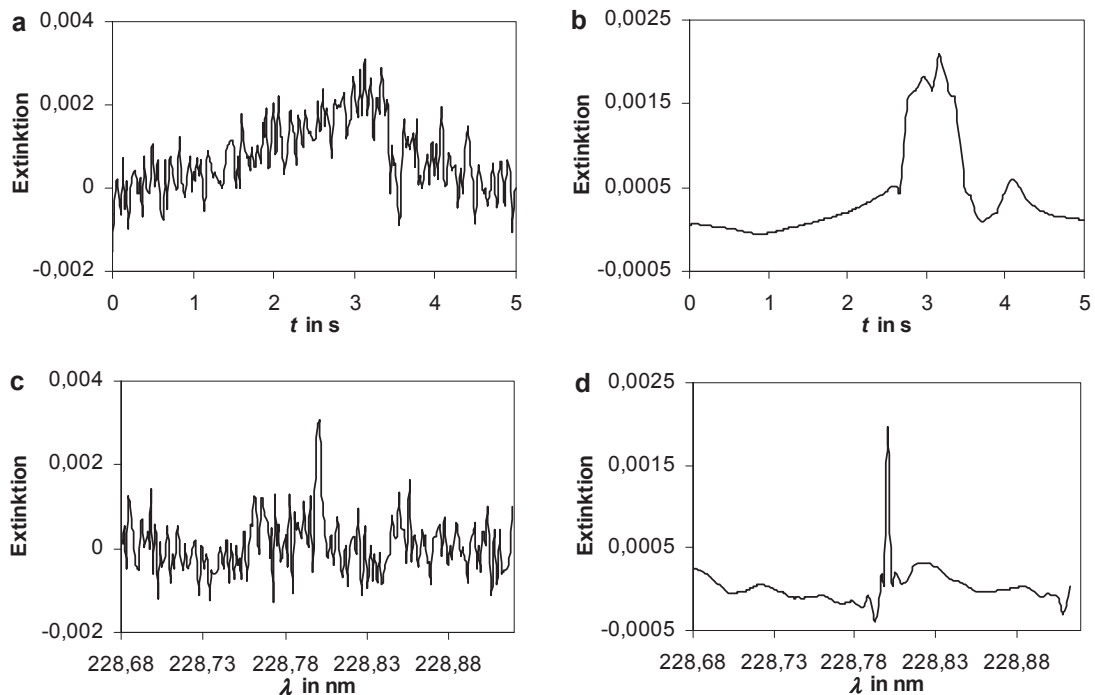 a
0,004
0,002
0
-0,002
Extinktion
0 1 2 3 4 5
t in s
b
0,0025
0,0015
0,0005
-0,0005
Extinktion
0 1 2 3 4 5
t in s
c
0,004
0,002
0
-0,002
Extinktion
228,68 228,73 228,78 228,83 228,88
λ in nm
d
0,0025
0,0015
0,0005
-0,0005
Extinktion
228,68 228,73 228,78 228,83 228,88
λ in nm